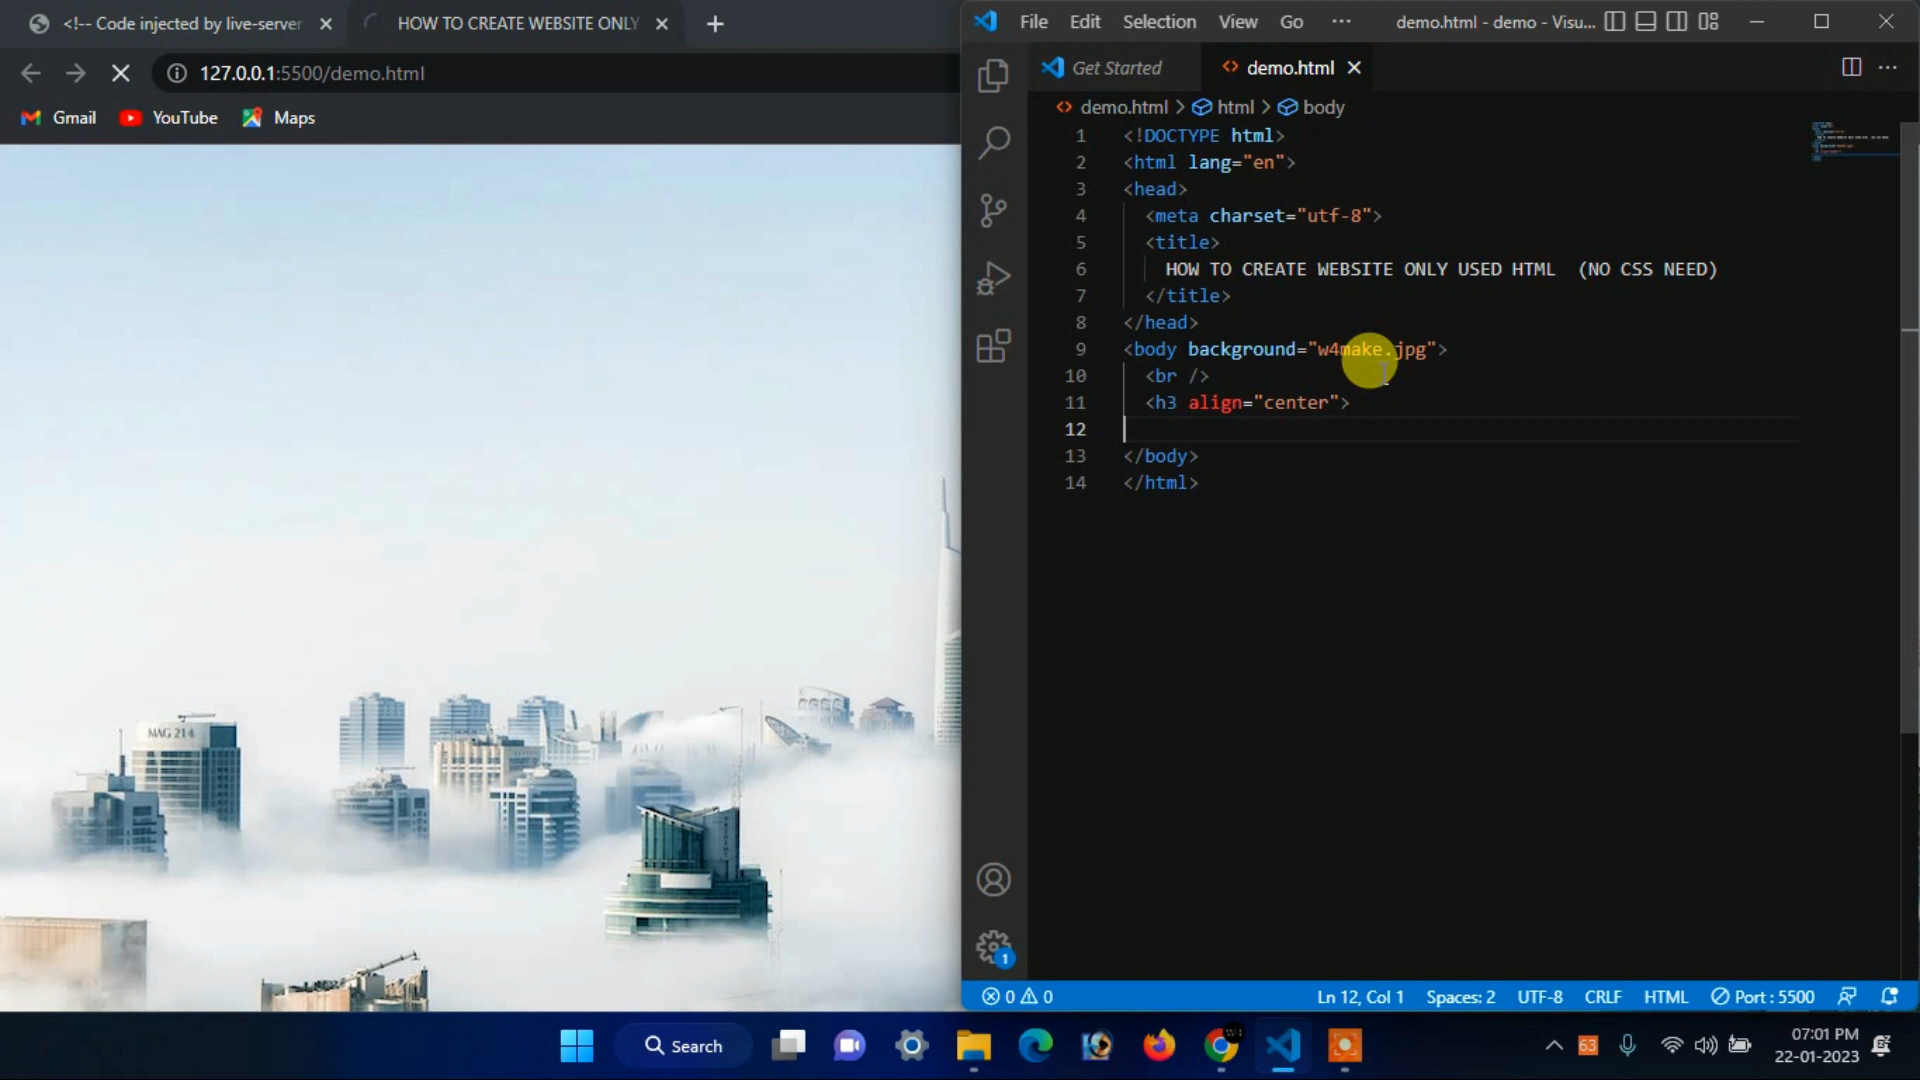 <!-- Code injected by live-server
HOW TO CREATE WEBSITE ONLY
127.0.0.1:5500/demo.html
Gmail
YouTube
Maps
MAG 214
File Edit Selection View Go ··· demo.html - demo - Visu...
Get Started
demo.html
demo.html > html > body
1 <!DOCTYPE html>
2 <html lang="en">
3 <head>
4 <meta charset="utf-8">
5 <title>
6 HOW TO CREATE WEBSITE ONLY USED HTML (NO CSS NEED)
7 </title>
8 </head>
9 <body background="w4make.jpg">
10 <br />
11 <h3 align="center">
12
13 </body>
14 </html>
1
0 0 Ln 12, Col 1 Spaces: 2 UTF-8 CRLF HTML Port : 5500
Search
63
07:01 PM
22-01-2023